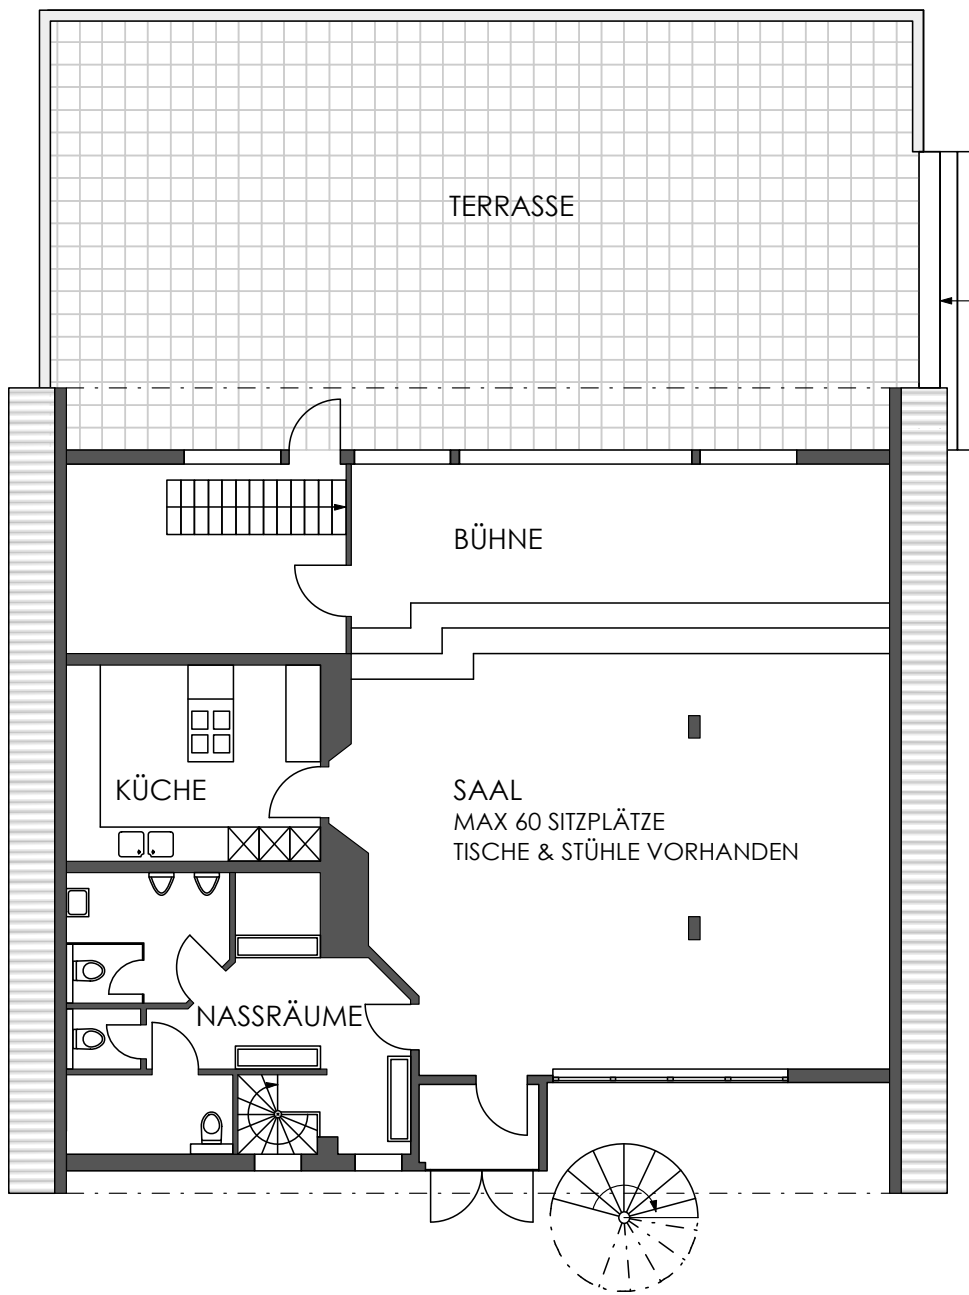 TERRASSE
BÜHNE
KÜCHE
SAAL
MAX 60 SITZPLÄTZE
TISCHE & STÜHLE VORHANDEN
NASSRÄUME